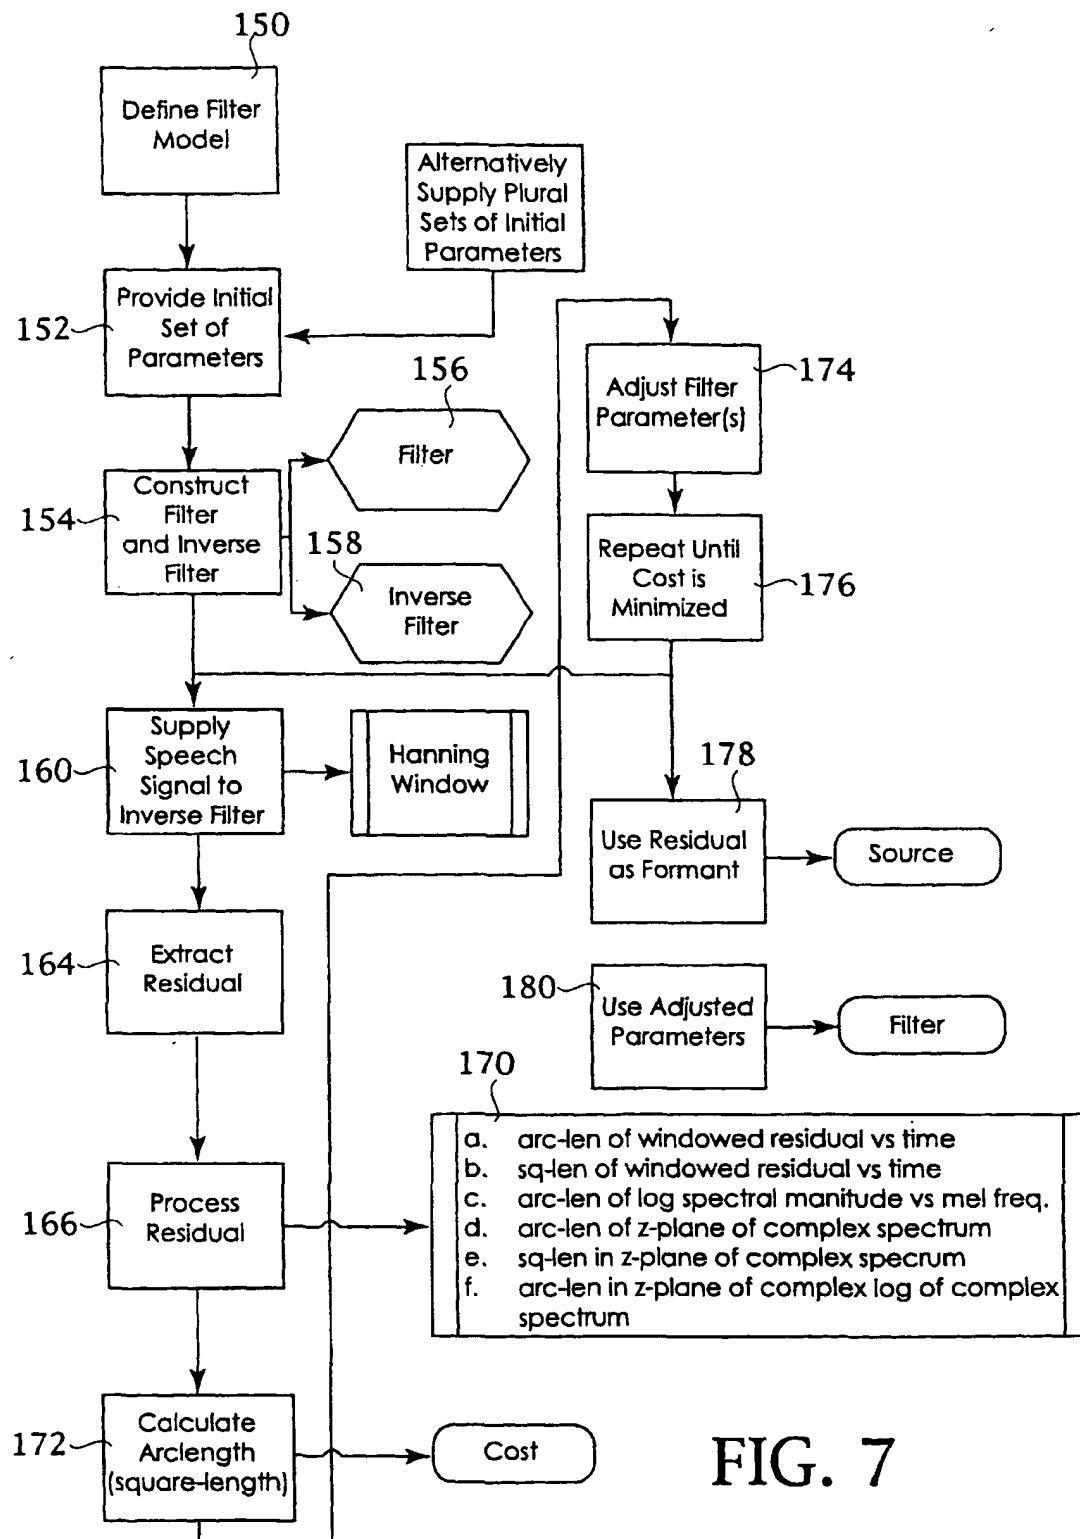 150
Define Filter
Model
Alternatively
Supply Plural
Sets of Initial
Parameters
152
Provide Initial
Set of
Parameters
156
Filter
154
Construct
Filter
and Inverse
Filter
158
Inverse
Filter
174
Adjust Filter
Parameter(s)
176
Repeat Until
Cost is
Minimized
160
Supply
Speech
Signal to
Inverse Filter
Hanning
Window
178
Use Residual
as Formant
Source
164
Extract
Residual
180
Use Adjusted
Parameters
Filter
170
a. arc-len of windowed residual vs time
b. sq-len of windowed residual vs time
c. arc-len of log spectral manitude vs mel freq.
d. arc-len of z-plane of complex spectrum
e. sq-len in z-plane of complex specrum
f. arc-len in z-plane of complex log of complex
spectrum
166
Process
Residual
172
Calculate
Arclength
(square-length)
Cost
FIG. 7